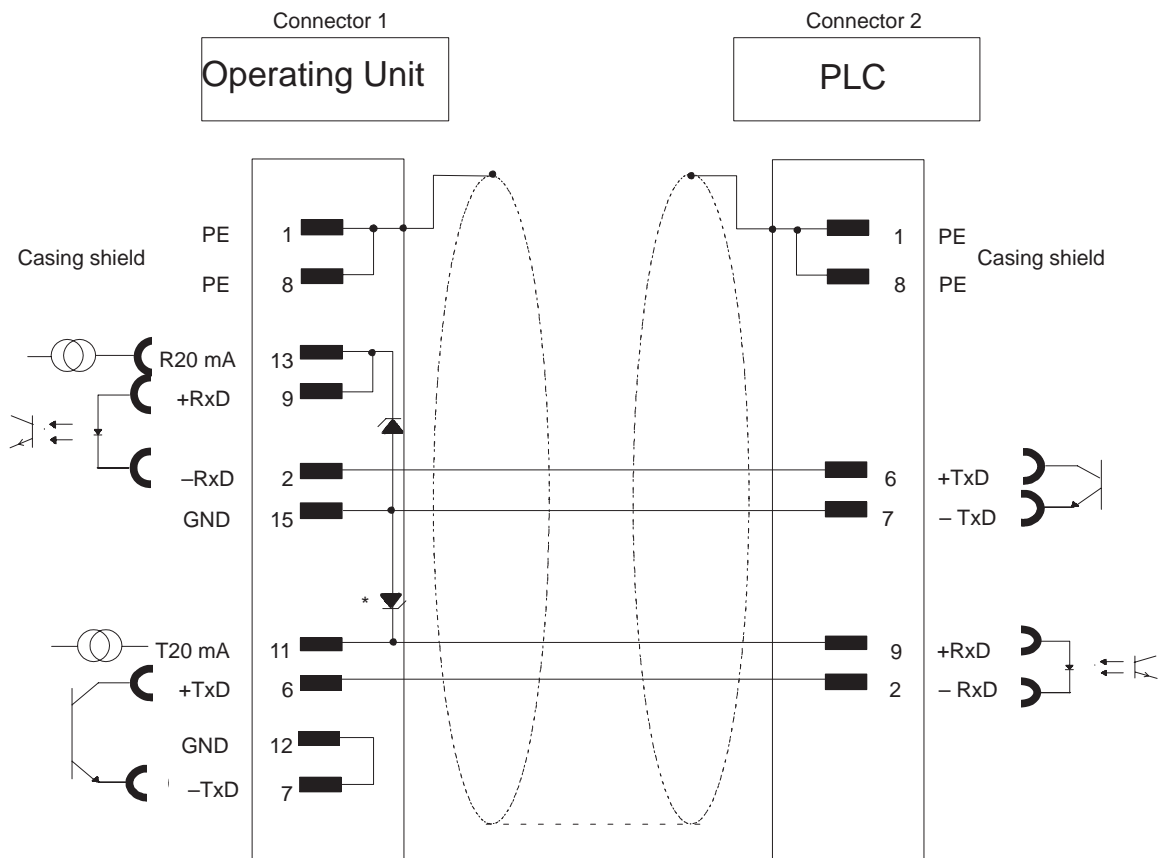 Connector 1
Connector 2
Operating Unit
PLC
PE 1
1 PE
Casing shield
Casing shield
PE 8
8 PE
R20 mA 13
+RxD 9
–RxD 2
6 +TxD
GND 15
7 – TxD
*
T20 mA 11
9 +RxD
+TxD 6
2 – RxD
GND 12
–TxD 7